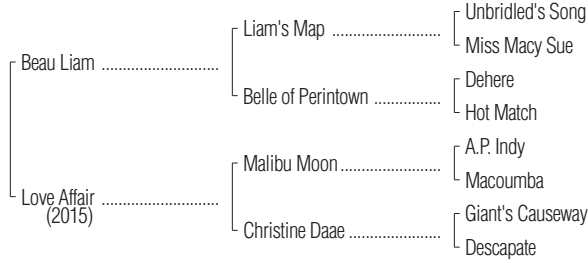 Unbridled's Song
Liam's Map ....................
Miss Macy Sue
Beau Liam .....................
Dehere
Belle of Perintown ...............
Hot Match
A.P. Indy
Malibu Moon ...................
Macoumba
Love Affair .....................
(2015)
Giant's Causeway
Christine Daae .................
Descapate